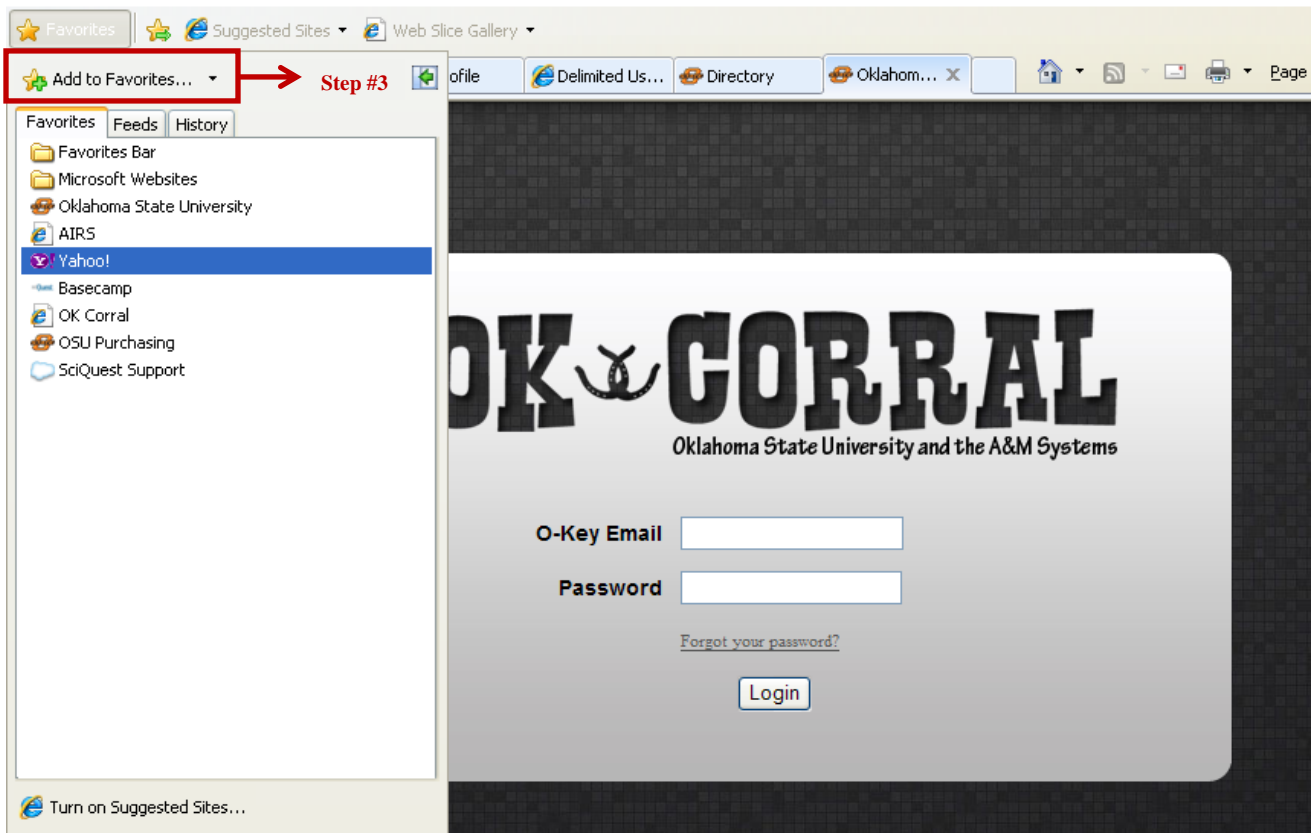 Favorites Suggested Sites Web Slice Gallery
Add to Favorites... Step #3 ofile Delimited Us... Directory Oklahom... X Page
Favorites Feeds History
Favorites Bar
Microsoft Websites
Oklahoma State University
AIRS
Yahoo!
Basecamp
OK Corral
OSU Purchasing
SciQuest Support
Turn on Suggested Sites...
OK CORRAL
Oklahoma State University and the A&M Systems
O-Key Email
Password
Forgot your password?
Login